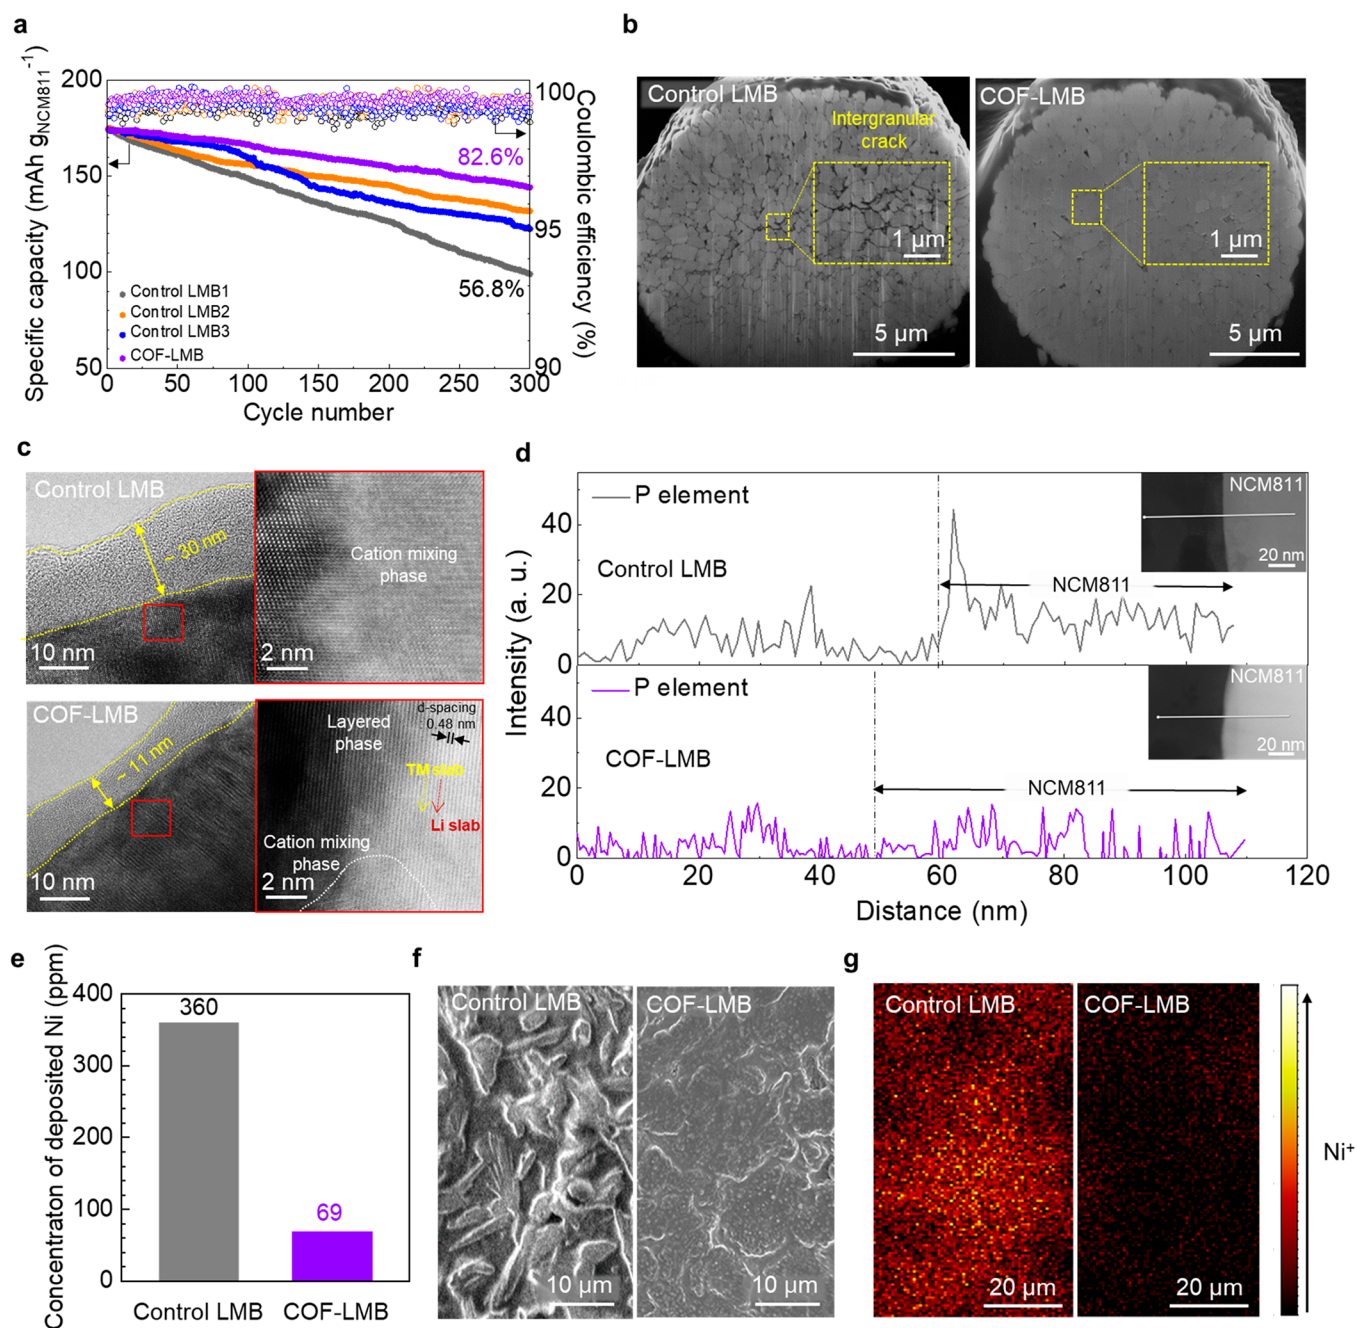 a
Specific capacity (mAh gNCM811-1)
200
150
100
50
0
50
100
150
200
250
300
Cycle number
100
95
90
Coulombic efficiency (%)
82.6%
56.8%
Control LMB1
Control LMB2
Control LMB3
COF-LMB
b
Control LMB
Intergranular
crack
1 µm
5 µm
COF-LMB
1 µm
5 µm
c
Control LMB
~ 30 nm
10 nm
Cation mixing
phase
2 nm
COF-LMB
~ 11 nm
10 nm
Layered
phase
d-spacing
0.48 nm
TM slab
Li slab
Cation mixing
phase
2 nm
d
Intensity (a. u.)
40
20
0
P element
Control LMB
NCM811
NCM811
20 nm
40
20
0
P element
COF-LMB
NCM811
NCM811
20 nm
0
20
40
60
80
100
120
Distance (nm)
e
Concentraton of deposited Ni (ppm)
400
300
200
100
0
360
69
Control LMB
COF-LMB
f
Control LMB
10 µm
COF-LMB
10 µm
g
Control LMB
20 µm
COF-LMB
20 µm
Ni+